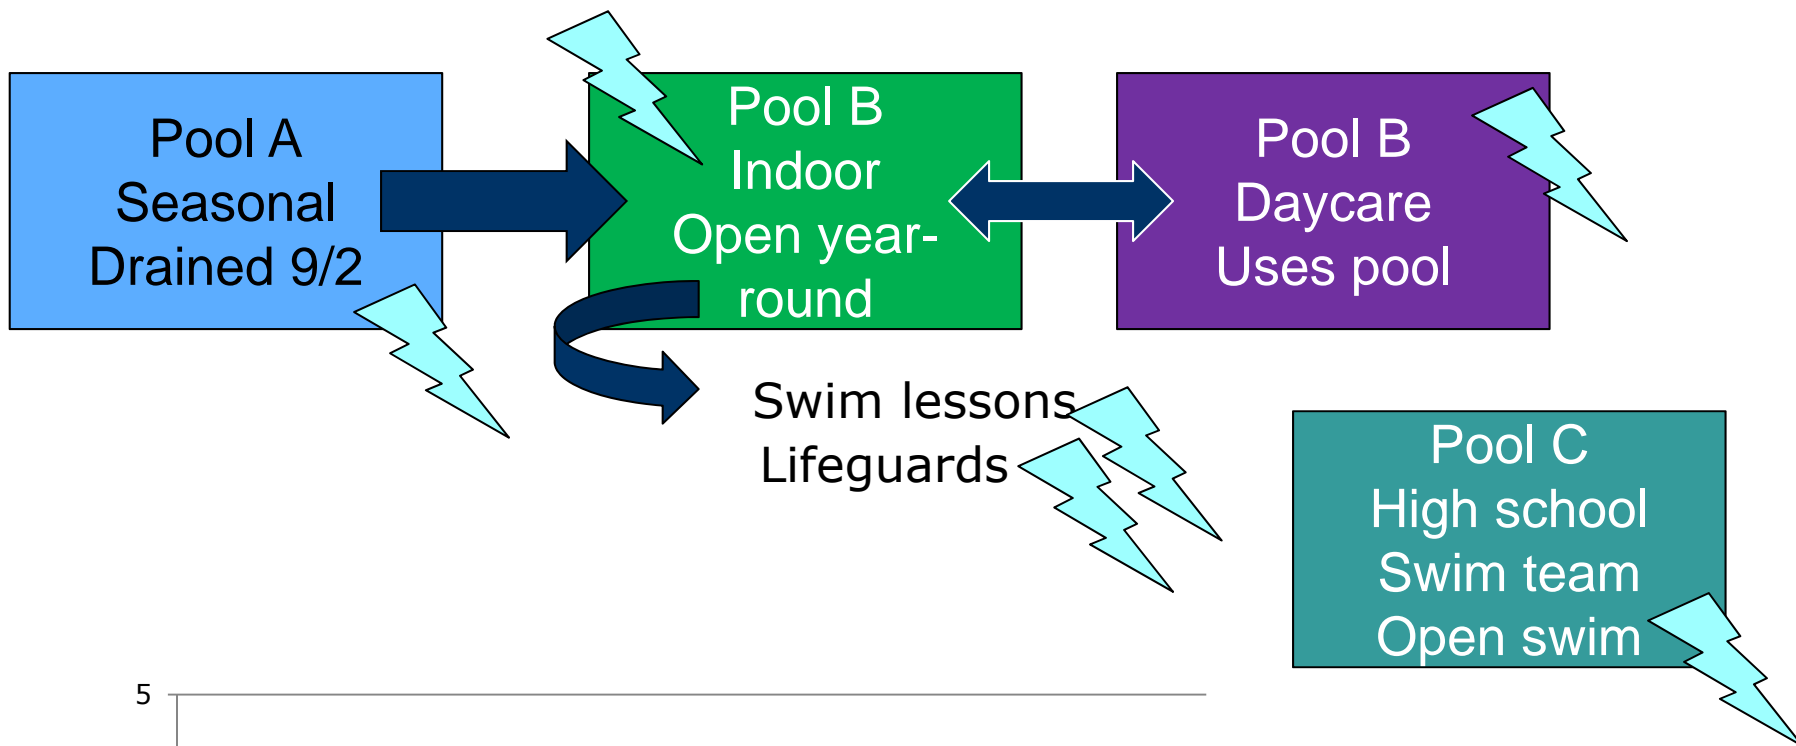 Pool A
Seasonal
Drained 9/2
Pool B
Indoor
Open year-
round
Pool B
Daycare
Uses pool
Swim lessons
Lifeguards
Pool C
High school
Swim team
Open swim
5